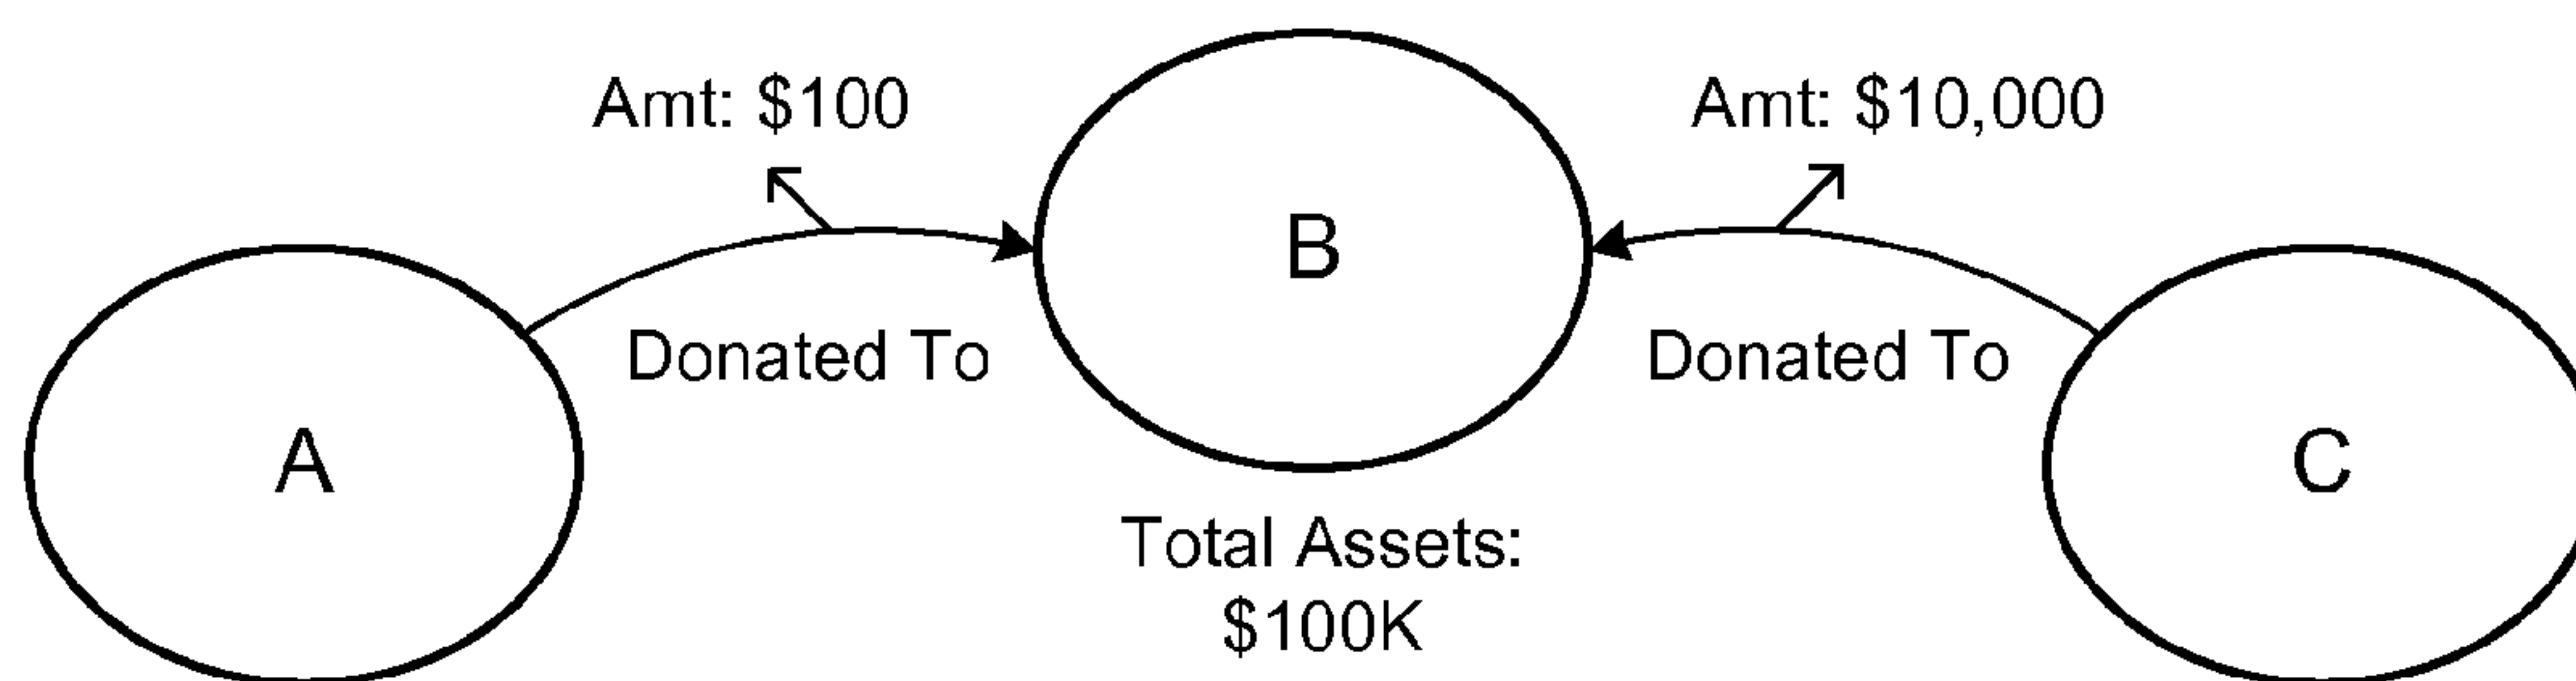 Amt: $100
Amt: $10,000
B
Donated To
Donated To
A
C
Total Assets:
$100K